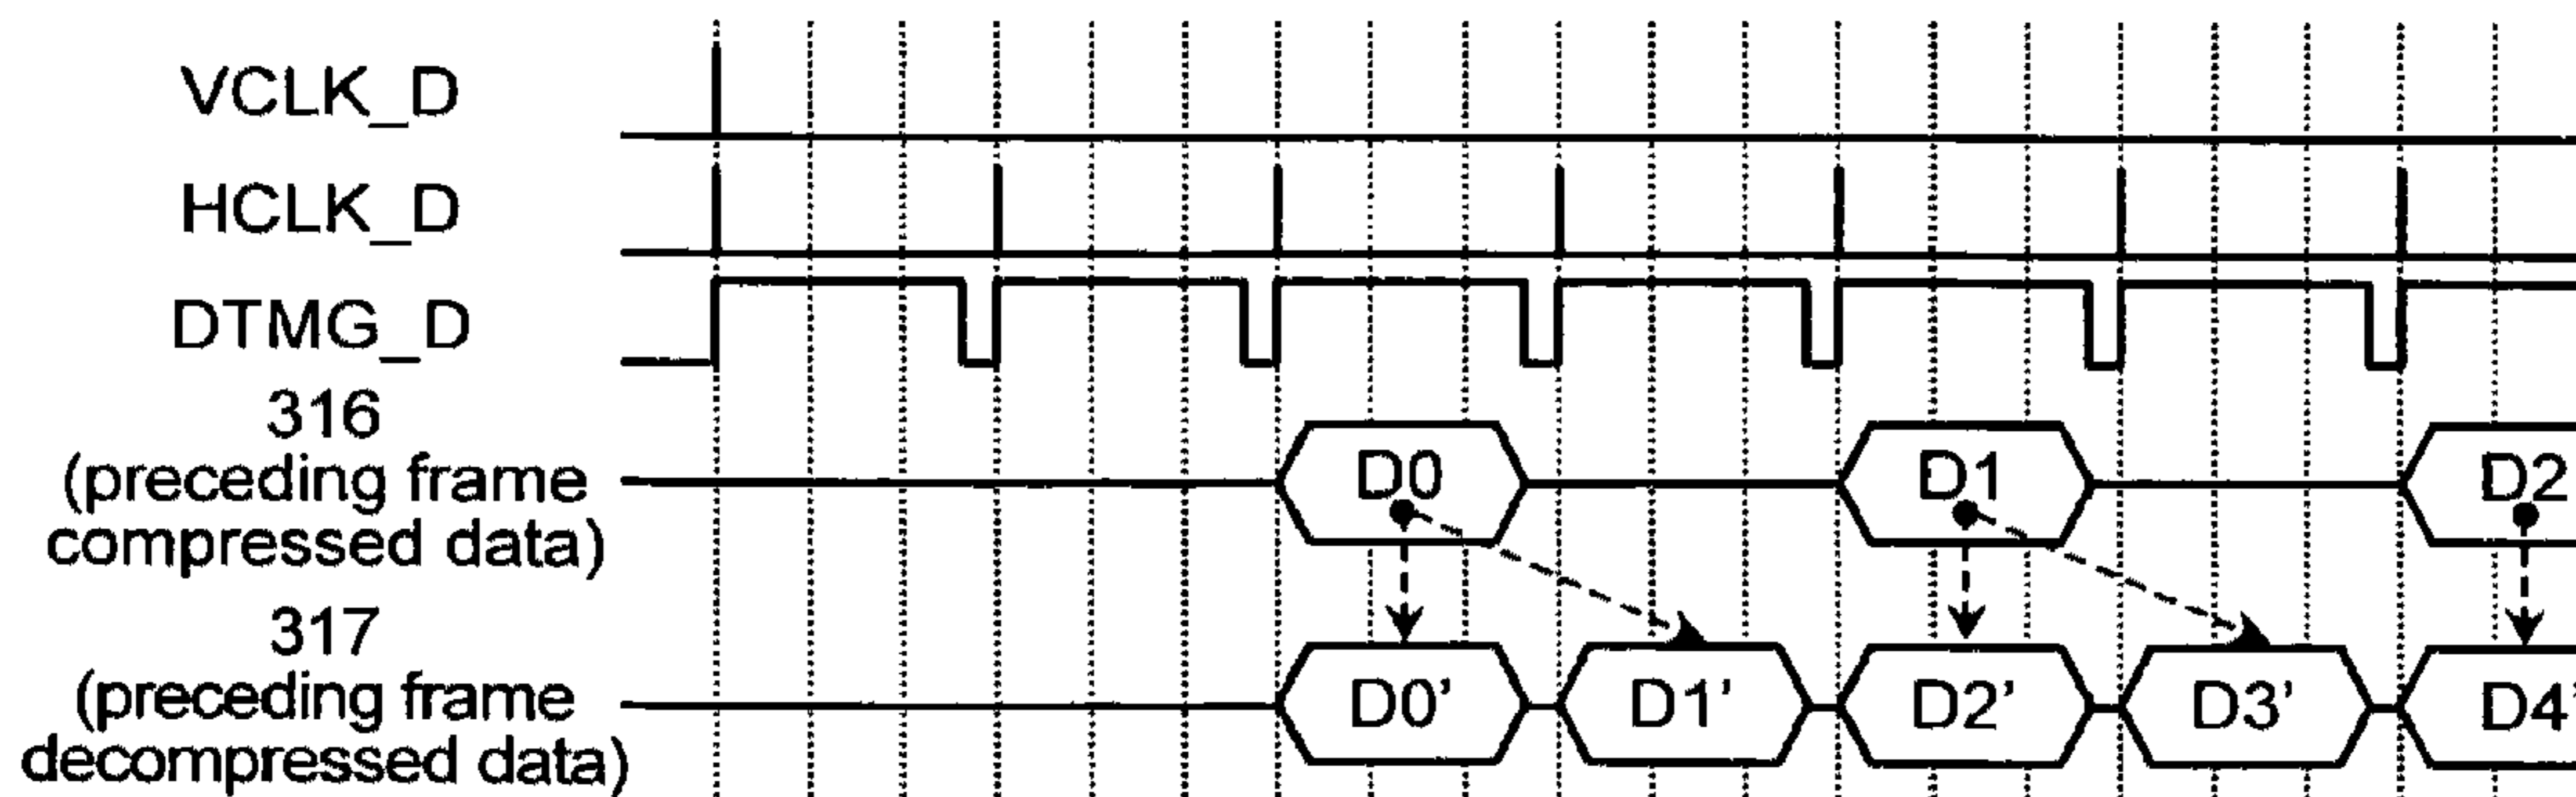 VCLK_D
HCLK_D
DTMG_D
316
(preceding frame
compressed data)
D0
D1
D2
317
(preceding frame
decompressed data)
D0'
D1'
D2'
D3'
D4'